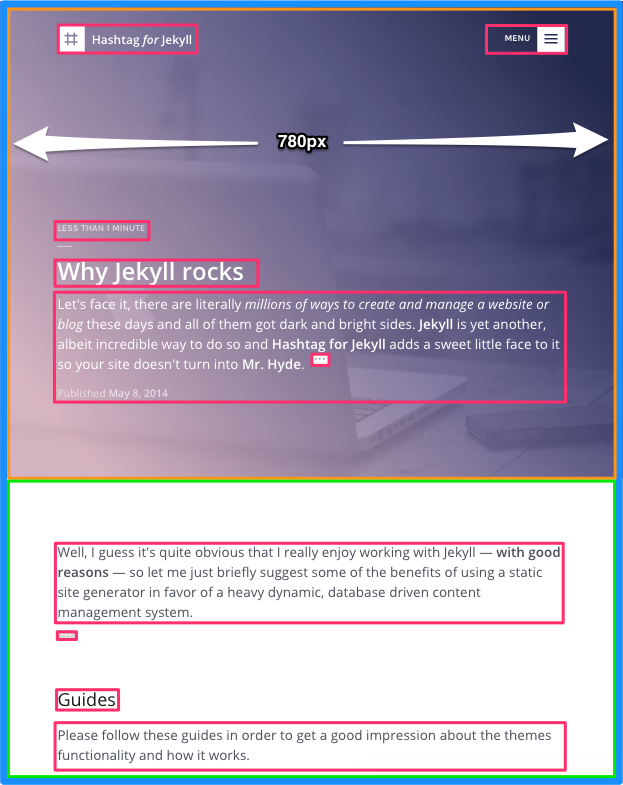 Hashtag for Jekyll
MENU
780px
LESS THAN 1 MINUTE
Why Jekyll rocks
Let's face it, there are literally millions of ways to create and manage a website or
blog these days and all of them got dark and bright sides. Jekyll is yet another,
albeit incredible way to do so and Hashtag for Jekyll adds a sweet little face to it
so your site doesn't turn into Mr. Hyde. ...
Published May 8, 2014
Well, I guess it's quite obvious that I really enjoy working with Jekyll — with good
reasons — so let me just briefly suggest some of the benefits of using a static
site generator in favor of a heavy dynamic, database driven content
management system.
Guides
Please follow these guides in order to get a good impression about the themes
functionality and how it works.